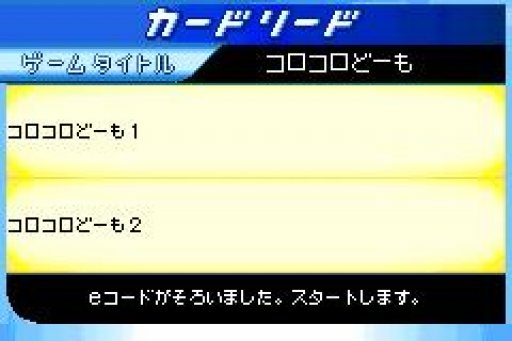 カードリード
ゲームタイトル コロコロどーも
コロコロどーも1
コロコロどーも2
eコードがそろいました。スタートします。